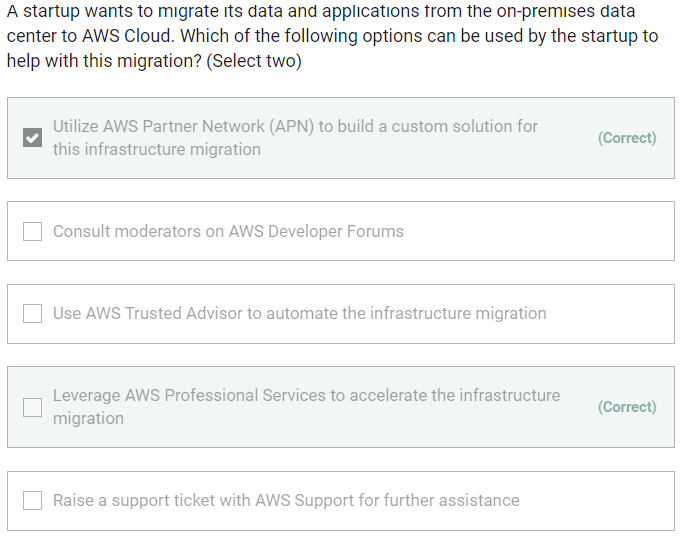 A startup wants to migrate its data and applications from the on-premises data
center to AWS Cloud. Which of the following options can be used by the startup to
help with this migration? (Select two)
Utilize AWS Partner Network (APN) to build a custom solution for
this infrastructure migration
(Correct)
Consult moderators on AWS Developer Forums
Use AWS Trusted Advisor to automate the infrastructure migration
Leverage AWS Professional Services to accelerate the infrastructure
migration
(Correct)
Raise a support ticket with AWS Support for further assistance